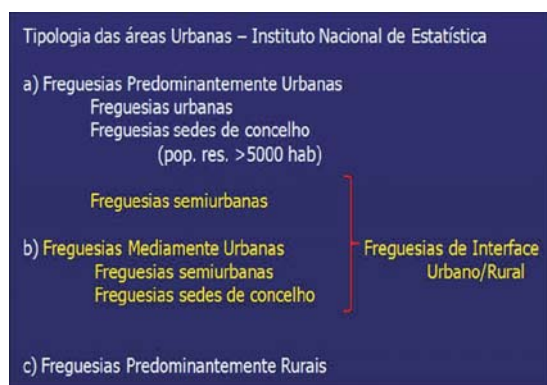 Tipologia das áreas Urbanas – Instituto Nacional de Estatística
a) Freguesias Predominantemente Urbanas
Freguesias urbanas
Freguesias sedes de concelho
(pop. res. >5000 hab)
Freguesias semiurbanas
b) Freguesias Mediamente Urbanas
Freguesias semiurbanas
Freguesias sedes de concelho
Freguesias de Interface
Urbano/Rural
c) Freguesias Predominantemente Rurais